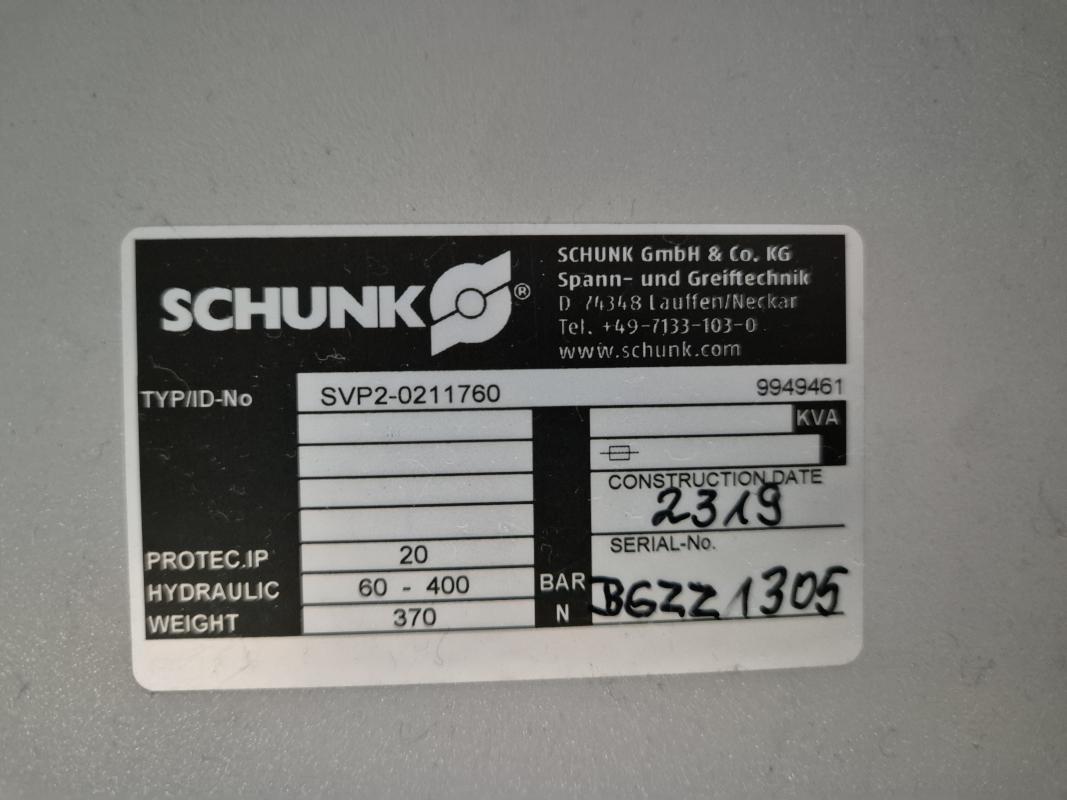 SCHUNK®
SCHUNK GmbH & Co. KG
Spann- und Greiftechnik
D 74348 Lauffen/Neckar
Tel. +49-7133-103-0
www.schunk.com
TYP/ID-No SVP2-0211760 9949461
KVA
CONSTRUCTION DATE
2319
SERIAL-No.
BGZZ1305
PROTEC.IP 20
HYDRAULIC 60 - 400 BAR
WEIGHT 370 N